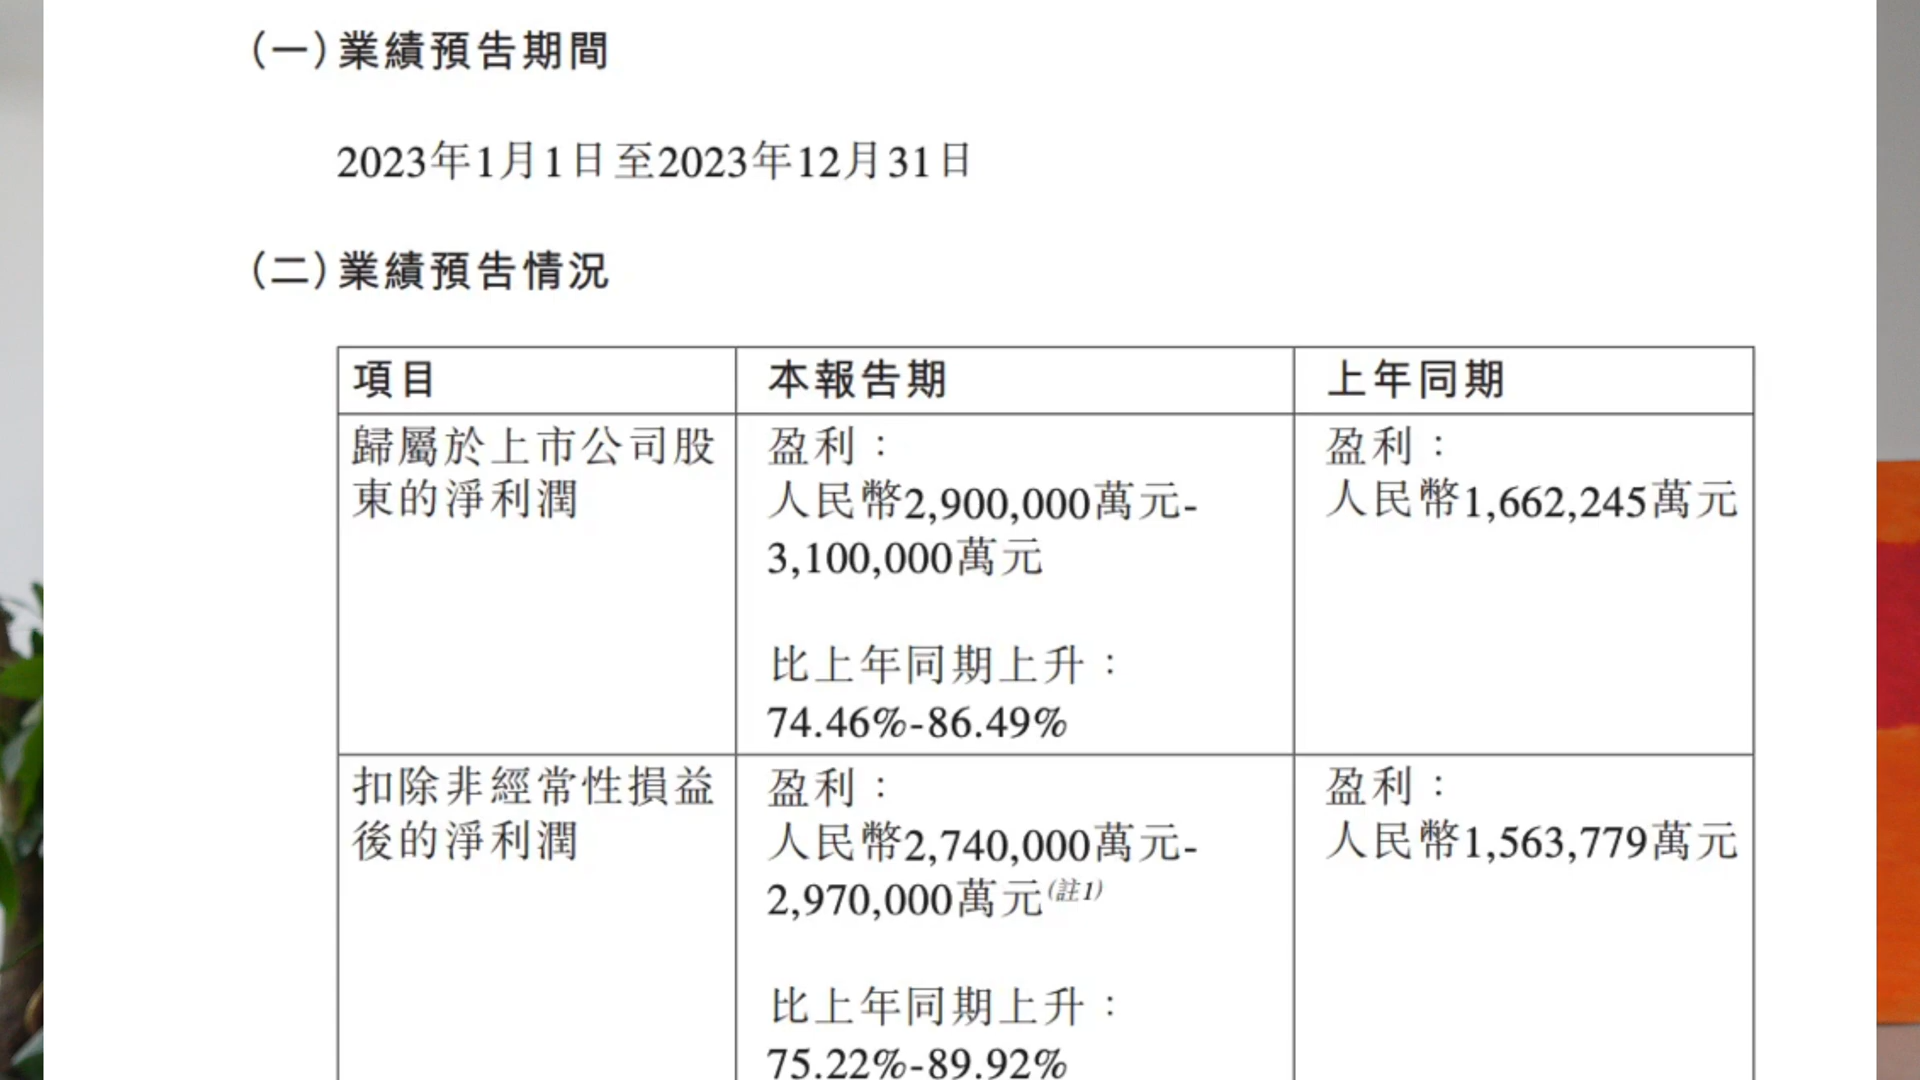 (一)業績預告期間
2023年1月1日至2023年12月31日
(二)業績預告情況
項目
本報告期
上年同期
歸屬於上市公司股
東的淨利潤
盈利：
人民幣2,900,000萬元-
3,100,000萬元
比上年同期上升：
74.46%-86.49%
盈利：
人民幣1,662,245萬元
扣除非經常性損益
後的淨利潤
盈利：
人民幣2,740,000萬元-
2,970,000萬元(註1)
比上年同期上升：
75.22%-89.92%
盈利：
人民幣1,563,779萬元